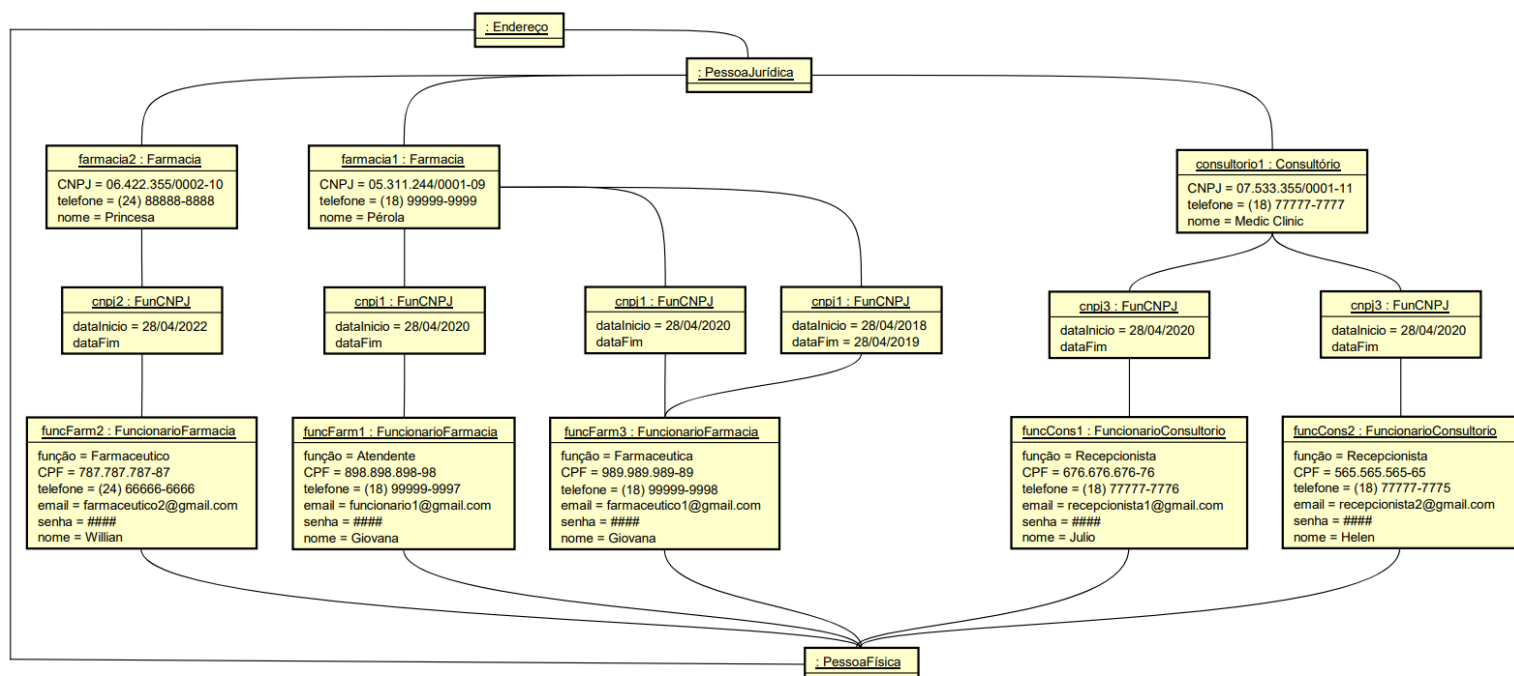 : Endereço
: PessoaJurídica
farmacia2 : Farmacia
CNPJ = 06.422.355/0002-10
telefone = (24) 88888-8888
nome = Princesa
farmacia1 : Farmacia
CNPJ = 05.311.244/0001-09
telefone = (18) 99999-9999
nome = Pérola
consultorio1 : Consultório
CNPJ = 07.533.355/0001-11
telefone = (18) 77777-7777
nome = Medic Clinic
cnpj2 : FunCNPJ
dataInicio = 28/04/2022
dataFim
cnpj1 : FunCNPJ
dataInicio = 28/04/2020
dataFim
cnpj1 : FunCNPJ
dataInicio = 28/04/2020
dataFim
cnpj1 : FunCNPJ
dataInicio = 28/04/2018
dataFim = 28/04/2019
cnpj3 : FunCNPJ
dataInicio = 28/04/2020
dataFim
cnpj3 : FunCNPJ
dataInicio = 28/04/2020
dataFim
funcFarm2 : FuncionarioFarmacia
função = Farmaceutico
CPF = 787.787.787-87
telefone = (24) 66666-6666
email = farmaceutico2@gmail.com
senha = ####
nome = Willian
funcFarm1 : FuncionarioFarmacia
função = Atendente
CPF = 898.898.898-98
telefone = (18) 99999-9997
email = funcionario1@gmail.com
senha = ####
nome = Giovana
funcFarm3 : FuncionarioFarmacia
função = Farmaceutica
CPF = 989.989.989-89
telefone = (18) 99999-9998
email = farmaceutico1@gmail.com
senha = ####
nome = Giovana
funcCons1 : FuncionarioConsultorio
função = Recepcionista
CPF = 676.676.676-76
telefone = (18) 77777-7776
email = recepcionista1@gmail.com
senha = ####
nome = Julio
funcCons2 : FuncionarioConsultorio
função = Recepcionista
CPF = 565.565.565-65
telefone = (18) 77777-7775
email = recepcionista2@gmail.com
senha = ####
nome = Helen
: PessoaFísica